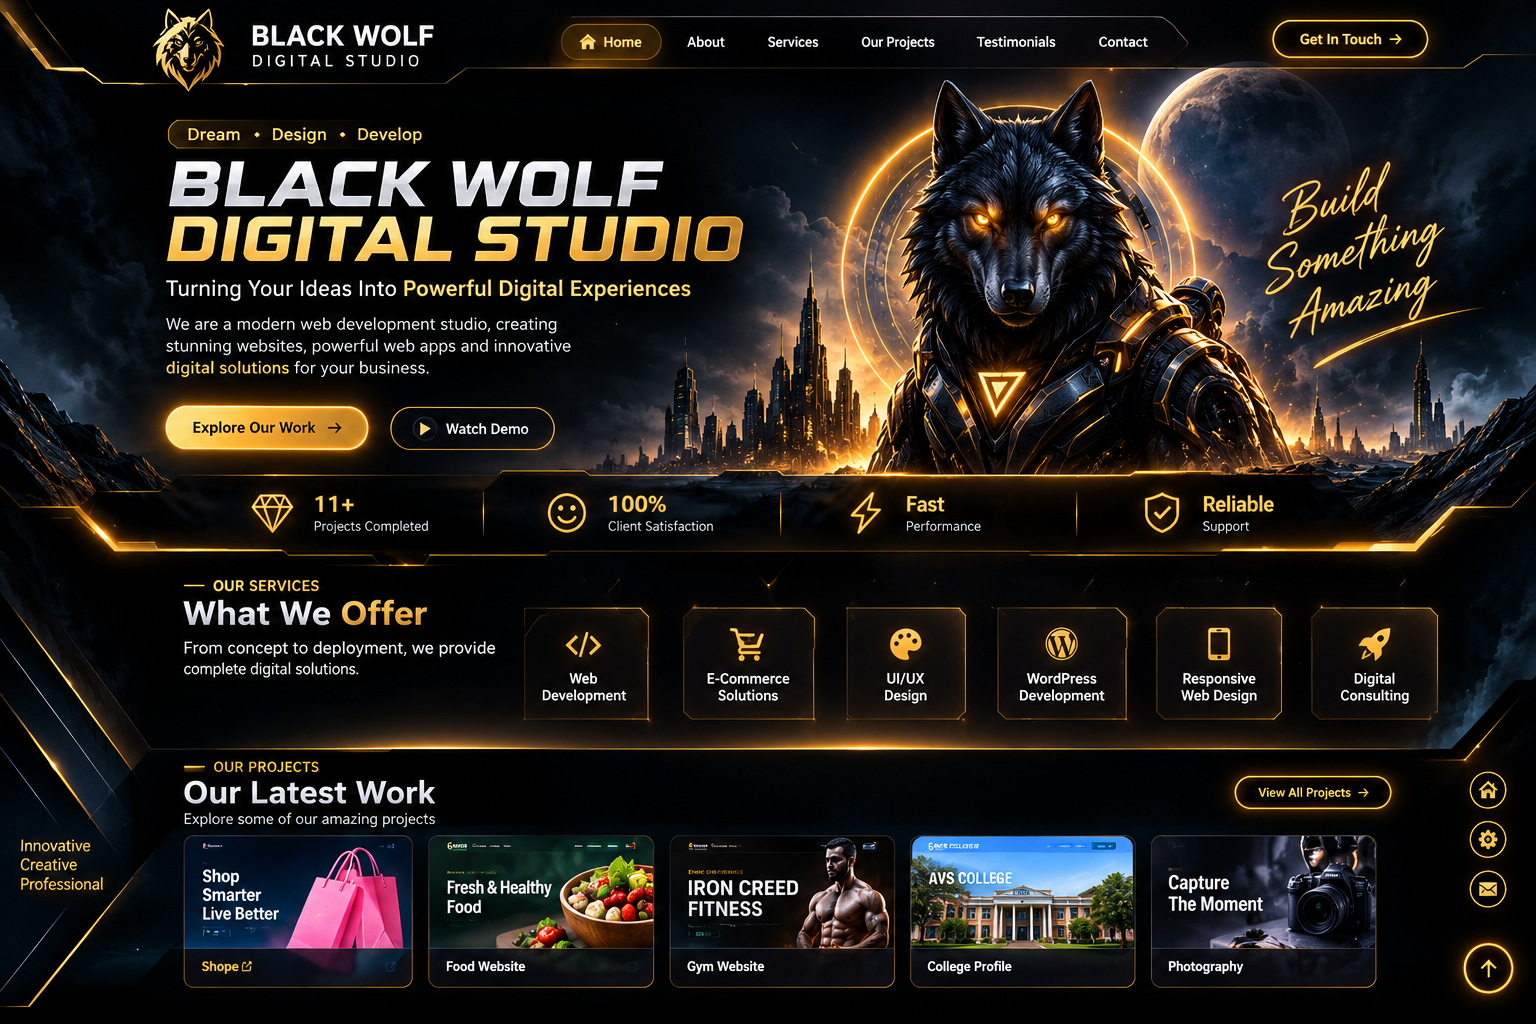 BLACK WOLF
DIGITAL STUDIO
Home
About
Services
Our Projects
Testimonials
Contact
Get In Touch →
Dream • Design • Develop
BLACK WOLF
DIGITAL STUDIO
Turning Your Ideas Into Powerful Digital Experiences
We are a modern web development studio, creating
stunning websites, powerful web apps and innovative
digital solutions for your business.
Explore Our Work →
Watch Demo
Build
Something
Amazing
11+
Projects Completed
100%
Client Satisfaction
Fast
Performance
Reliable
Support
OUR SERVICES
What We Offer
From concept to deployment, we provide
complete digital solutions.
Web
Development
E-Commerce
Solutions
UI/UX
Design
WordPress
Development
Responsive
Web Design
Digital
Consulting
OUR PROJECTS
Our Latest Work
Explore some of our amazing projects
View All Projects →
Innovative
Creative
Professional
Shop
Smarter
Live Better
Shope
Fresh & Healthy
Food
Food Website
IRON CREED
FITNESS
Gym Website
AVS COLLEGE
College Profile
Capture
The Moment
Photography